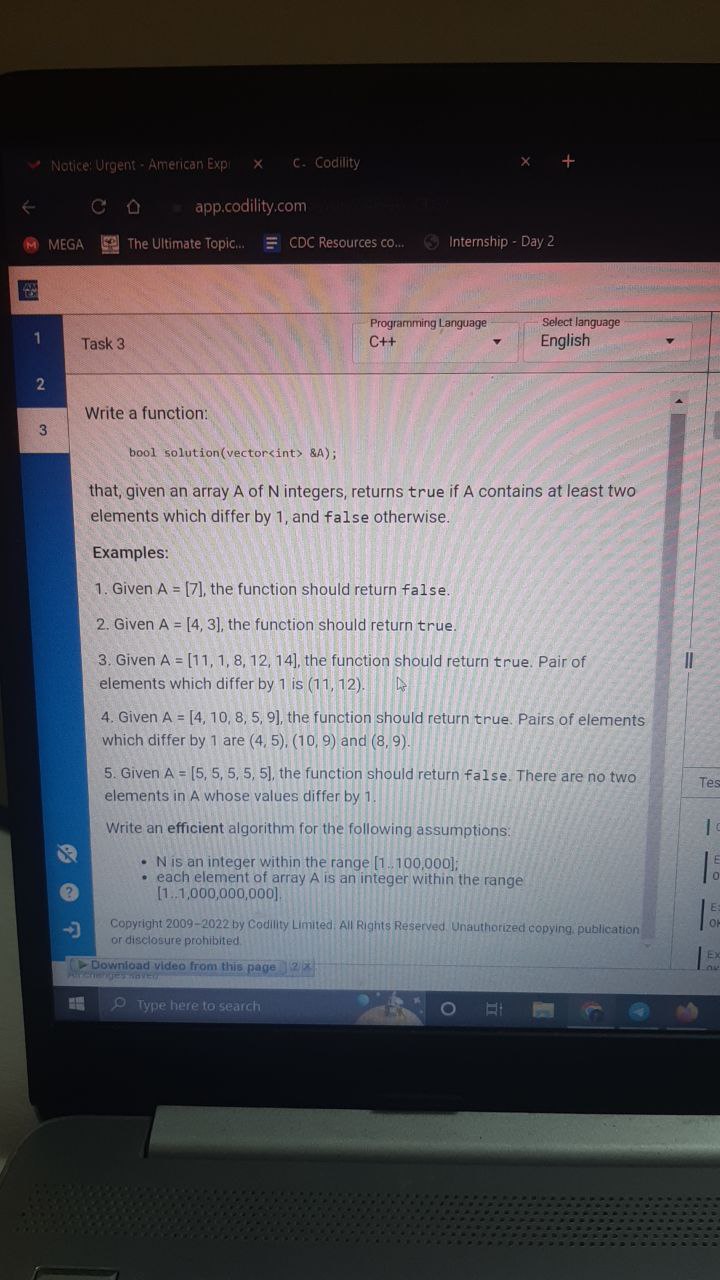 Notice: Urgent - American Expr × C. Codility × +
app.codility.com
M MEGA The Ultimate Topic... CDC Resources co... Internship - Day 2
AM
EX
1 Task 3 Programming Language C++ Select language English
2
3
Write a function:
bool solution(vector<int> &A);
that, given an array A of N integers, returns true if A contains at least two
elements which differ by 1, and false otherwise.
Examples:
1. Given A = [7], the function should return false.
2. Given A = [4, 3], the function should return true.
3. Given A = [11, 1, 8, 12, 14], the function should return true. Pair of
elements which differ by 1 is (11, 12).
4. Given A = [4, 10, 8, 5, 9], the function should return true. Pairs of elements
which differ by 1 are (4, 5), (10, 9) and (8, 9).
5. Given A = [5, 5, 5, 5, 5], the function should return false. There are no two
elements in A whose values differ by 1.
Tes
Write an efficient algorithm for the following assumptions:
• N is an integer within the range [1..100,000];
• each element of array A is an integer within the range
[1..1,000,000,000].
Copyright 2009–2022 by Codility Limited. All Rights Reserved. Unauthorized copying, publication
or disclosure prohibited.
Download video from this page ? ×
All changes saved
Type here to search